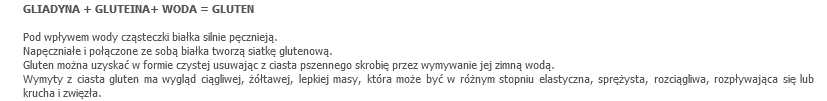 GLIADYNA + GLUTEINA+ WODA = GLUTEN
Pod wpływem wody cząsteczki białka silnie pęcznieją.
Napęczniałe i połączone ze sobą białka tworzą siatkę glutenową.
Gluten można uzyskać w formie czystej usuwając z ciasta pszennego skrobię przez wymywanie jej zimną wodą.
Wymyty z ciasta gluten ma wygląd ciągliwej, żółtawej, lepkiej masy, która może być w różnym stopniu elastyczna, sprężysta, rozciągliwa, rozpływająca się lub
krucha i zwięzła.